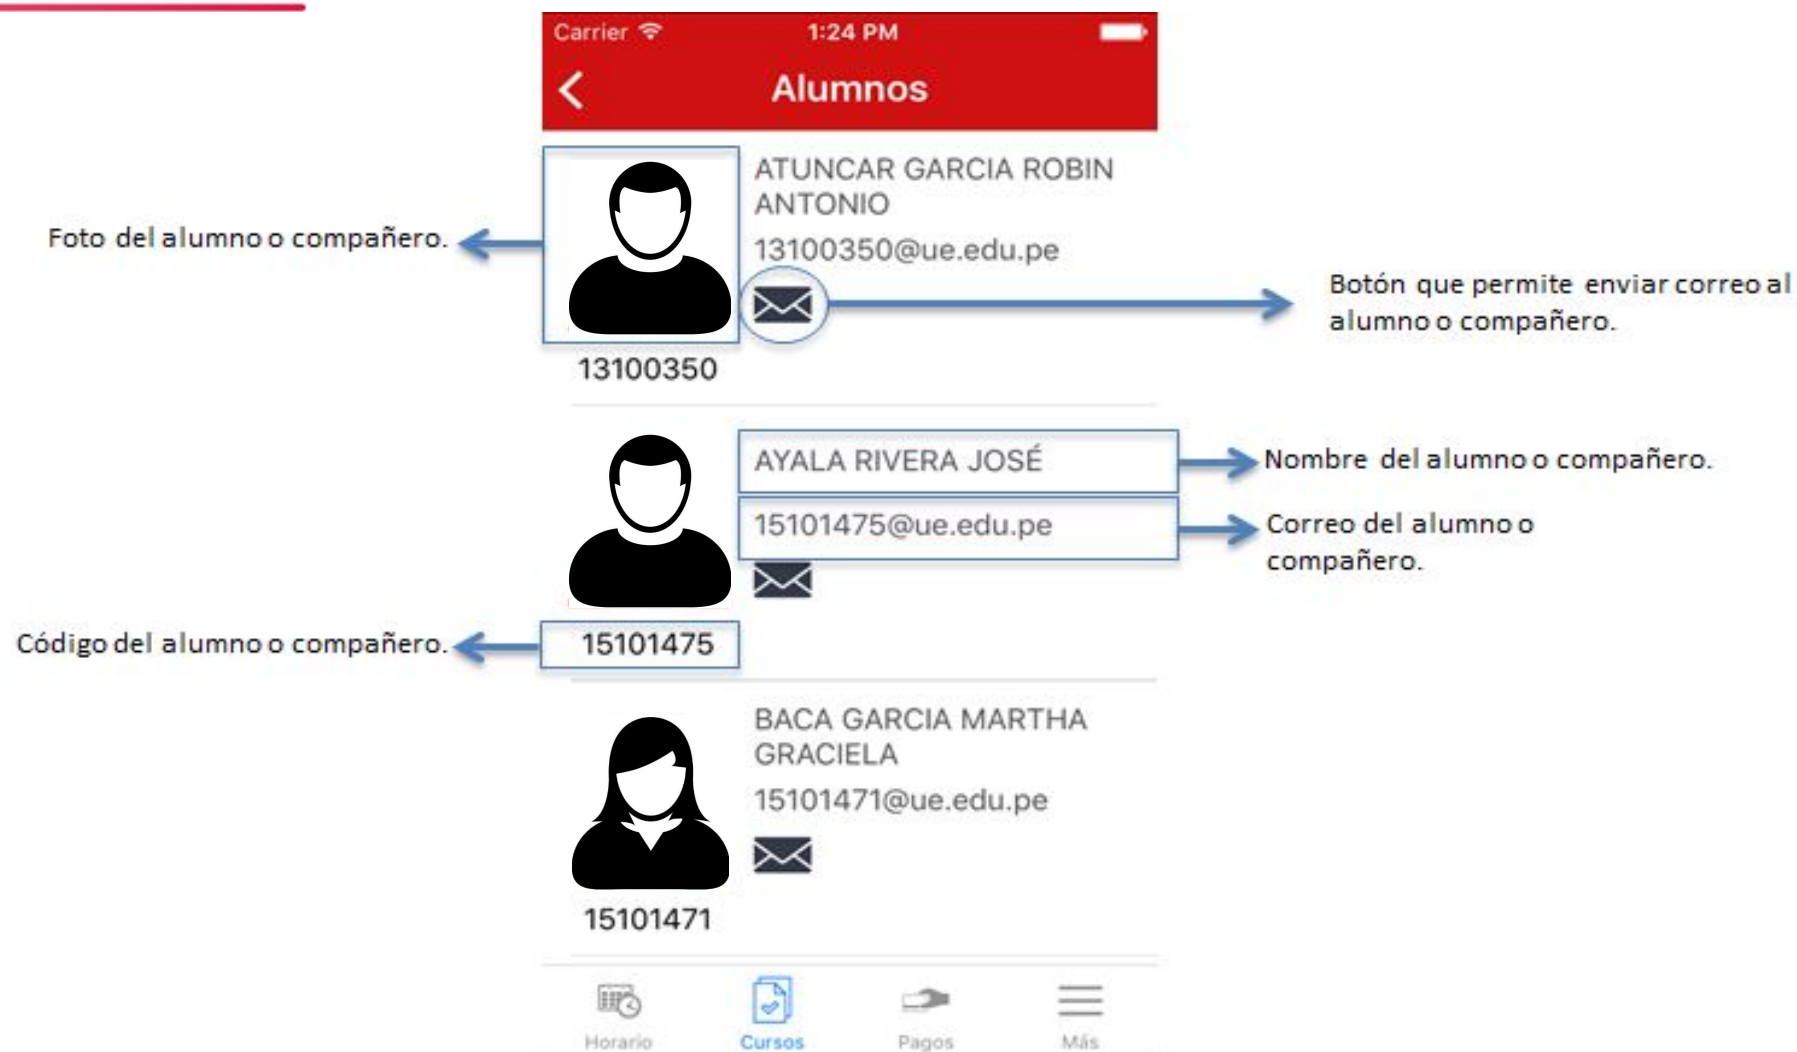 Carrier 1:24 PM
Alumnos
ATUNCAR GARCIA ROBIN
ANTONIO
13100350@ue.edu.pe
Foto del alumno o compañero.
Botón que permite enviar correo al
alumno o compañero.
13100350
AYALA RIVERA JOSÉ
Nombre del alumno o compañero.
15101475@ue.edu.pe
Correo del alumno o
compañero.
Código del alumno o compañero.
15101475
BACA GARCIA MARTHA
GRACIELA
15101471@ue.edu.pe
15101471
Horario Cursos Pagos Más